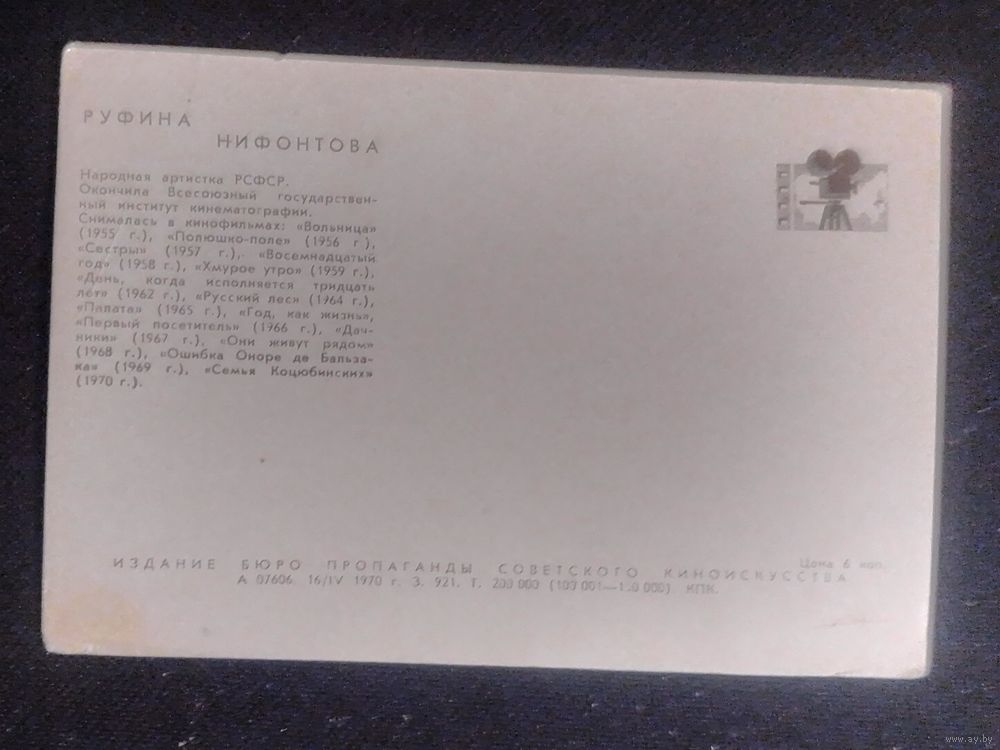 РУФИНА
НИФОНТОВА
Народная артистка РСФСР.
Окончила Всесоюзный государствен-
ный институт кинематографии.
Снималась в кинофильмах: «Вольница»
(1955 г.), «Полюшко-поле» (1956 г.),
«Сестры» (1957 г.), «Восемнадцатый
год» (1958 г.), «Хмурое утро» (1959 г.),
«День, когда исполняется тридцать
лет» (1962 г.), «Русский лес» (1964 г.),
«Палата» (1965 г.), «Год, как жизнь»,
«Первый посетитель» (1966 г.), «Дач-
ники» (1967 г.), «Они живут рядом»
(1968 г.), «Ошибка Оноре де Бальза-
ка» (1969 г.), «Семья Коцюбинских»
(1970 г.).
ИЗДАНИЕ БЮРО ПРОПАГАНДЫ СОВЕТСКОГО КИНОИСКУССТВА
Цена 6 коп.
А 07606. 16/IV 1970 г. З. 921. Т. 200 000 КПК.
www.ay.by